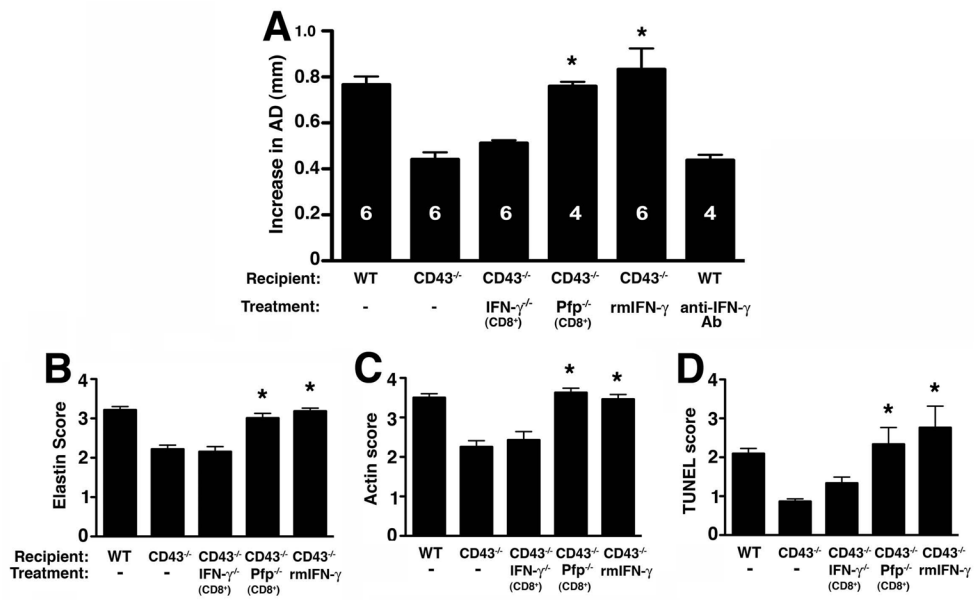 A
Increase in AD (mm)
1.0
0.8
0.6
0.4
0.2
0
* *
6 6 6 4 6 4
Recipient: WT CD43-/- CD43-/- CD43-/- CD43-/- WT
Treatment: - - IFN-γ-/- Pfp-/- rmIFN-γ anti-IFN-γ
(CD8+) (CD8+) Ab
B
Elastin Score
4
3
2
1
0
* *
Recipient: WT CD43-/- CD43-/- CD43-/- CD43-/-
Treatment: - - IFN-γ-/- Pfp-/- rmIFN-γ
(CD8+) (CD8+)
C
Actin score
4
3
2
1
0
* *
WT CD43-/- CD43-/- CD43-/- CD43-/-
- - IFN-γ-/- Pfp-/- rmIFN-γ
(CD8+) (CD8+)
D
TUNEL score
4
3
2
1
0
* *
WT CD43-/- CD43-/- CD43-/- CD43-/-
- - IFN-γ-/- Pfp-/- rmIFN-γ
(CD8+) (CD8+)